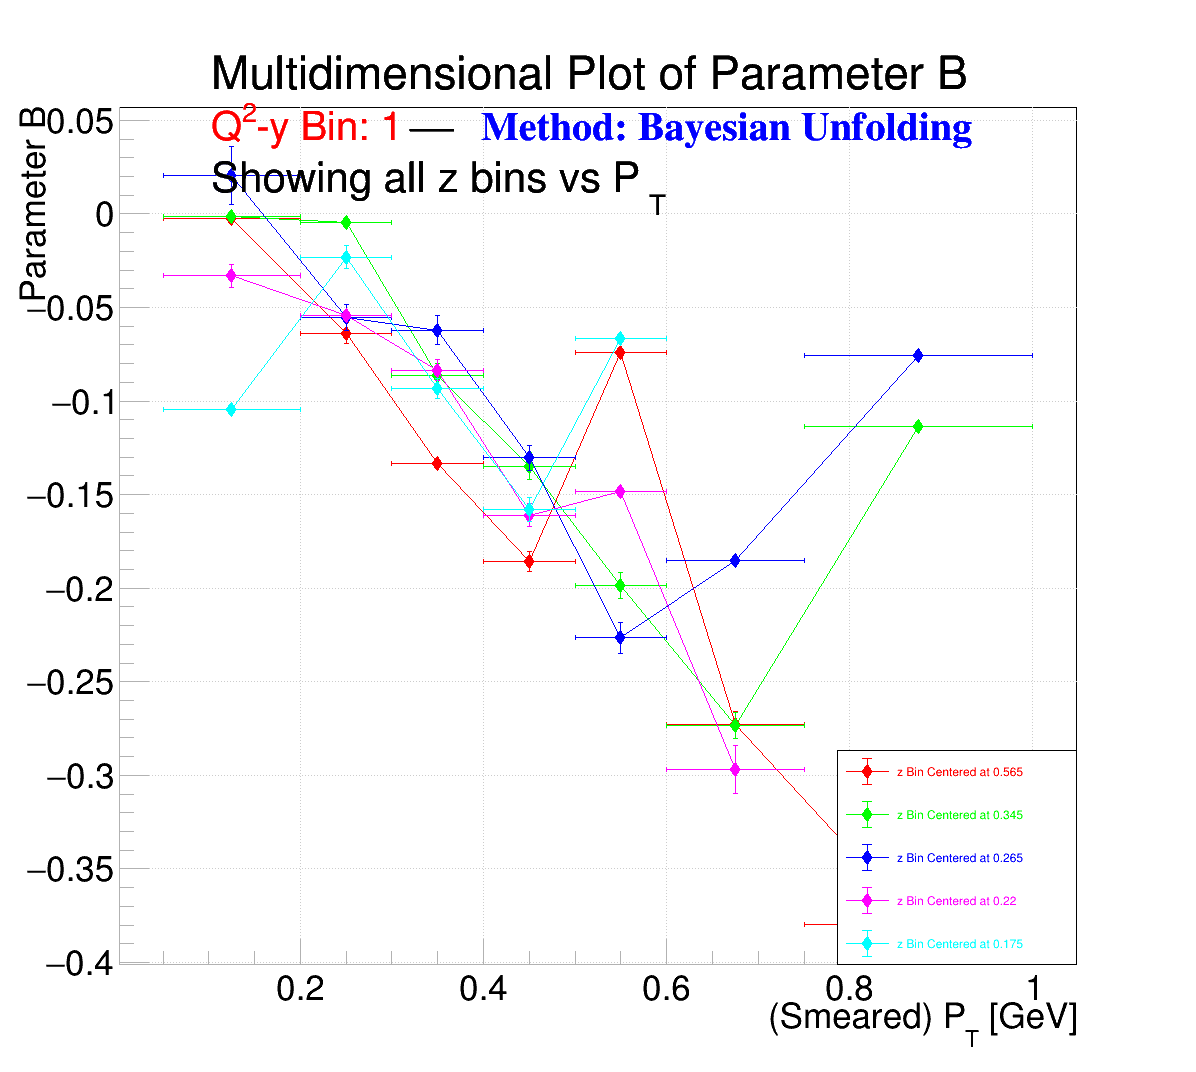 Multidimensional Plot of Parameter B
Q²-y Bin: 1 — Method: Bayesian Unfolding
Showing all z bins vs P_T
Parameter B
0.05
0
−0.05
−0.1
−0.15
−0.2
−0.25
−0.3
−0.35
−0.4
z Bin Centered at 0.565
z Bin Centered at 0.345
z Bin Centered at 0.265
z Bin Centered at 0.22
z Bin Centered at 0.175
0.2 0.4 0.6 0.8 1
(Smeared) P_T [GeV]